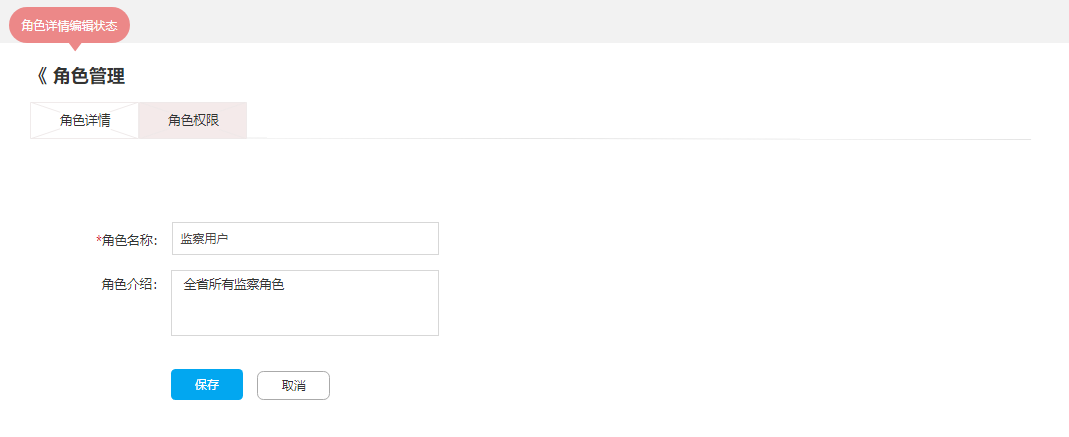 角色详情编辑状态
《 角色管理
角色详情 角色权限
*角色名称： 监察用户
角色介绍： 全省所有监察角色
保存 取消